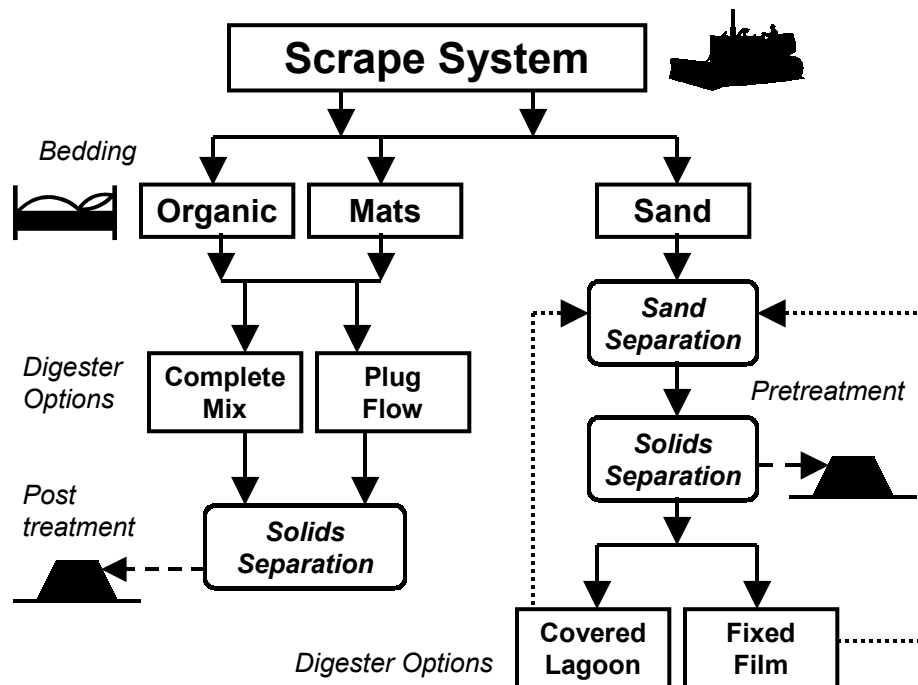 Scrape System
Bedding
Organic
Mats
Sand
Sand
Separation
Digester
Options
Complete
Mix
Plug
Flow
Pretreatment
Solids
Separation
Post
treatment
Solids
Separation
Digester Options
Covered
Lagoon
Fixed
Film